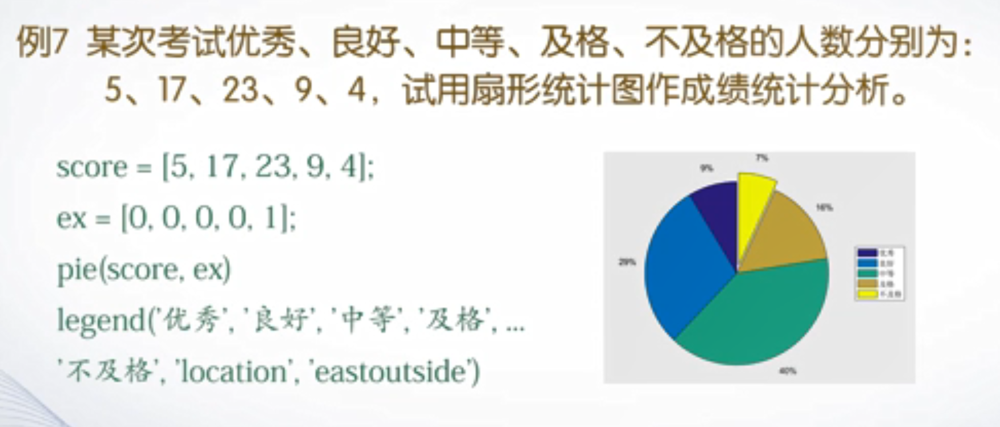 例7 某次考试优秀、良好、中等、及格、不及格的人数分别为：
5、17、23、9、4，试用扇形统计图作成绩统计分析。
score = [5, 17, 23, 9, 4];
ex = [0, 0, 0, 0, 1];
pie(score, ex)
legend('优秀', '良好', '中等', '及格', ...
'不及格', 'location', 'eastoutside')
7%
9%
16%
29%
40%
优秀
良好
中等
及格
不及格